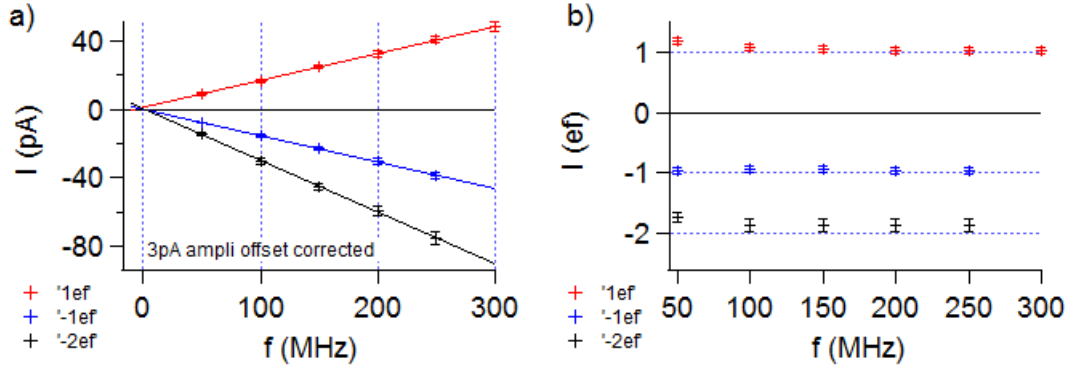 a)
I (pA)
40
0
-40
-80
3pA ampli offset corrected
0 100 200 300
f (MHz)
'1ef'
'-1ef'
'-2ef'
b)
I (ef)
1
0
-1
-2
50 100 150 200 250 300
f (MHz)
'1ef'
'-1ef'
'-2ef'